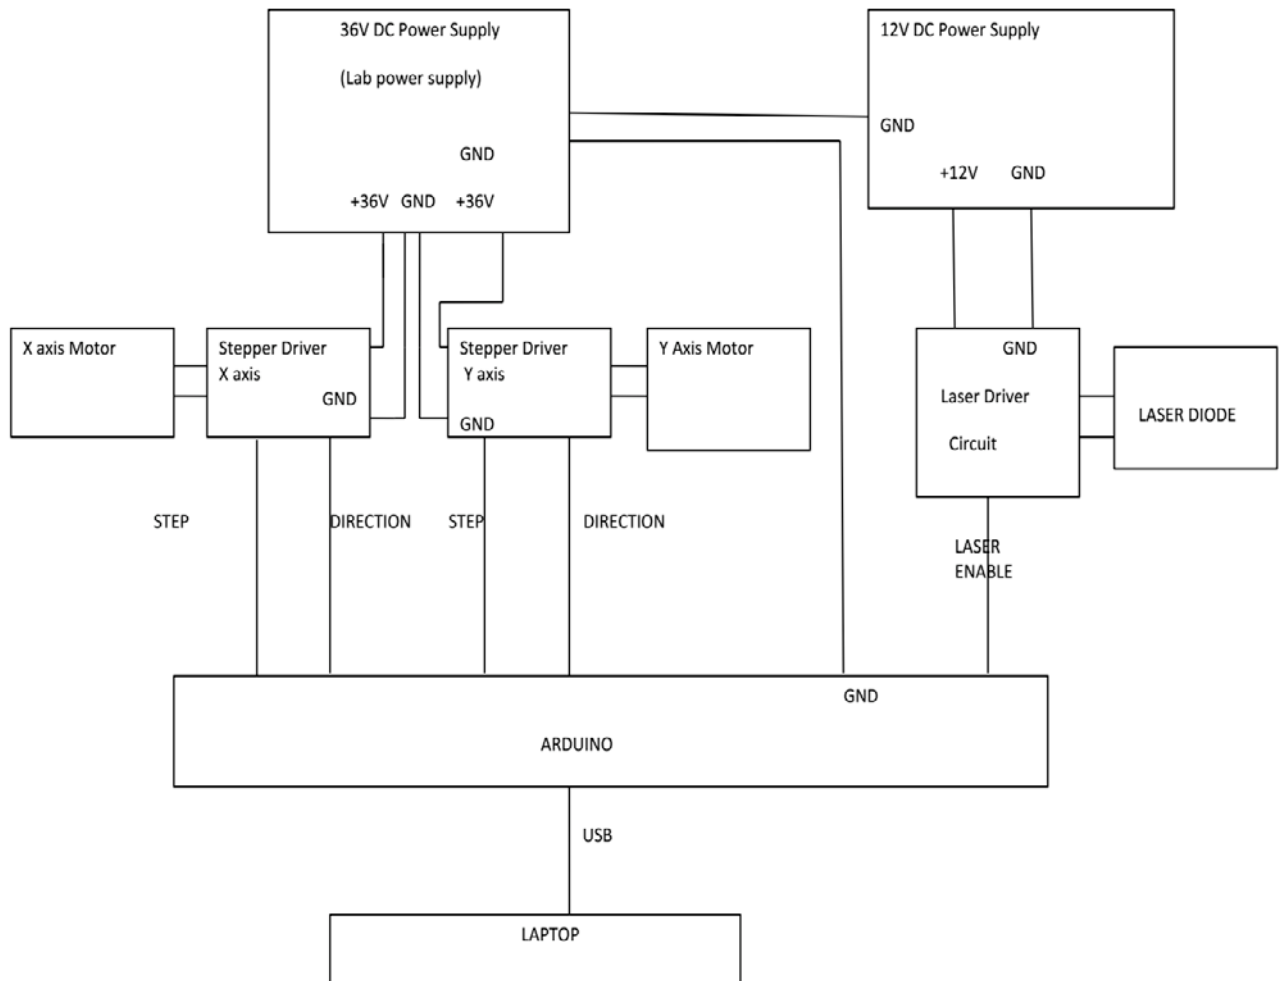 36V DC Power Supply
(Lab power supply)
GND
+36V GND +36V
12V DC Power Supply
GND
+12V GND
X axis Motor
Stepper Driver
X axis
GND
Stepper Driver
Y axis
GND
Y Axis Motor
GND
Laser Driver
Circuit
LASER DIODE
STEP
DIRECTION
STEP
DIRECTION
LASER
ENABLE
GND
ARDUINO
USB
LAPTOP